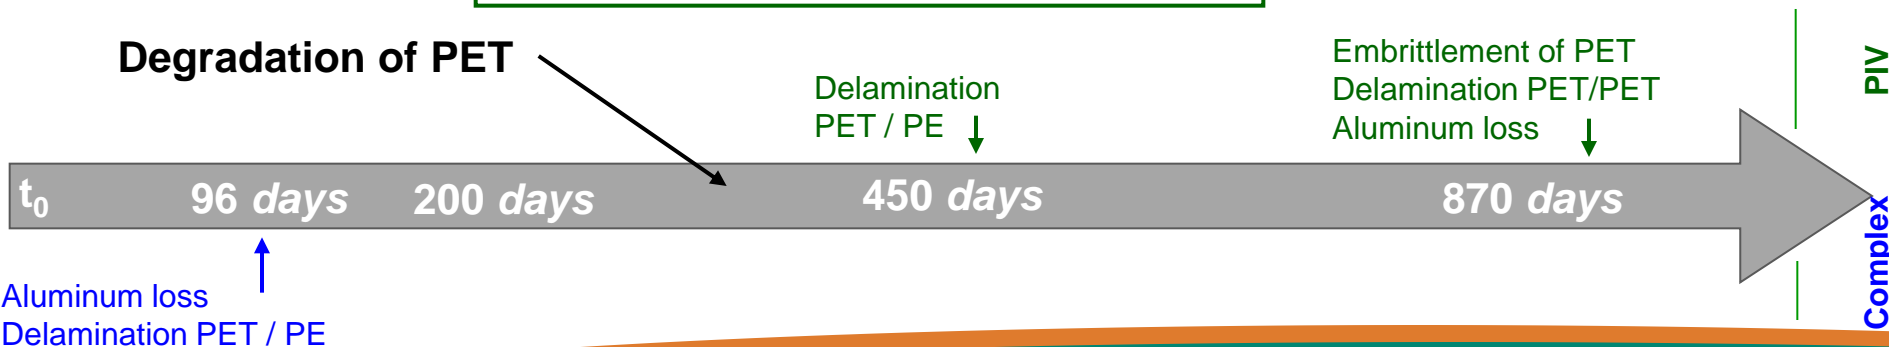 Degradation of PET
Delamination
PET / PE
Embrittlement of PET
Delamination PET/PET
Aluminum loss
PIV
t0
96 days
200 days
450 days
870 days
Complex
Aluminum loss
Delamination PET / PE